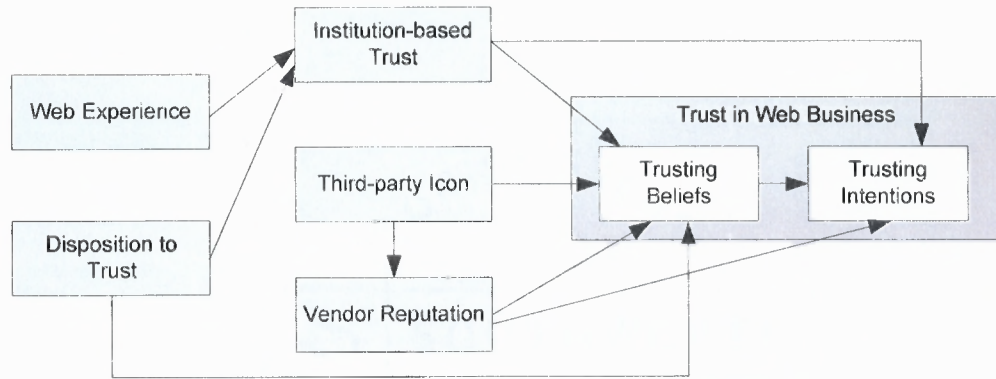 Institution-based
Trust
Web Experience
Trust in Web Business
Third-party Icon
Trusting
Beliefs
Trusting
Intentions
Disposition to
Trust
Vendor Reputation